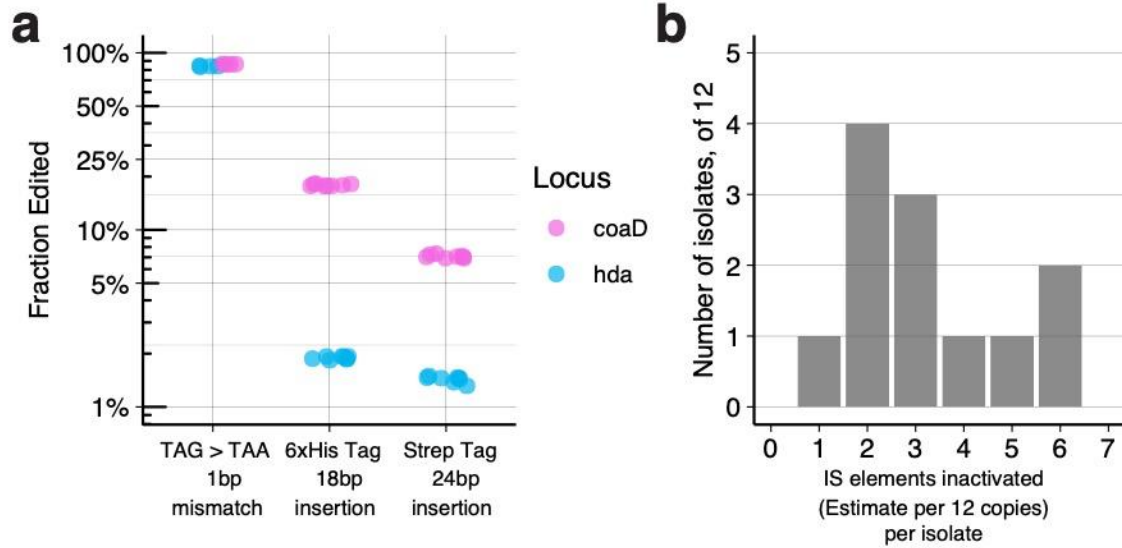 a
100%
50%
25%
10%
5%
1%
Fraction Edited
TAG > TAA
1bp
mismatch
6xHis Tag
18bp
insertion
Strep Tag
24bp
insertion
Locus
coaD
hda
b
5
4
3
2
1
0
Number of isolates, of 12
0 1 2 3 4 5 6 7
IS elements inactivated
(Estimate per 12 copies)
per isolate